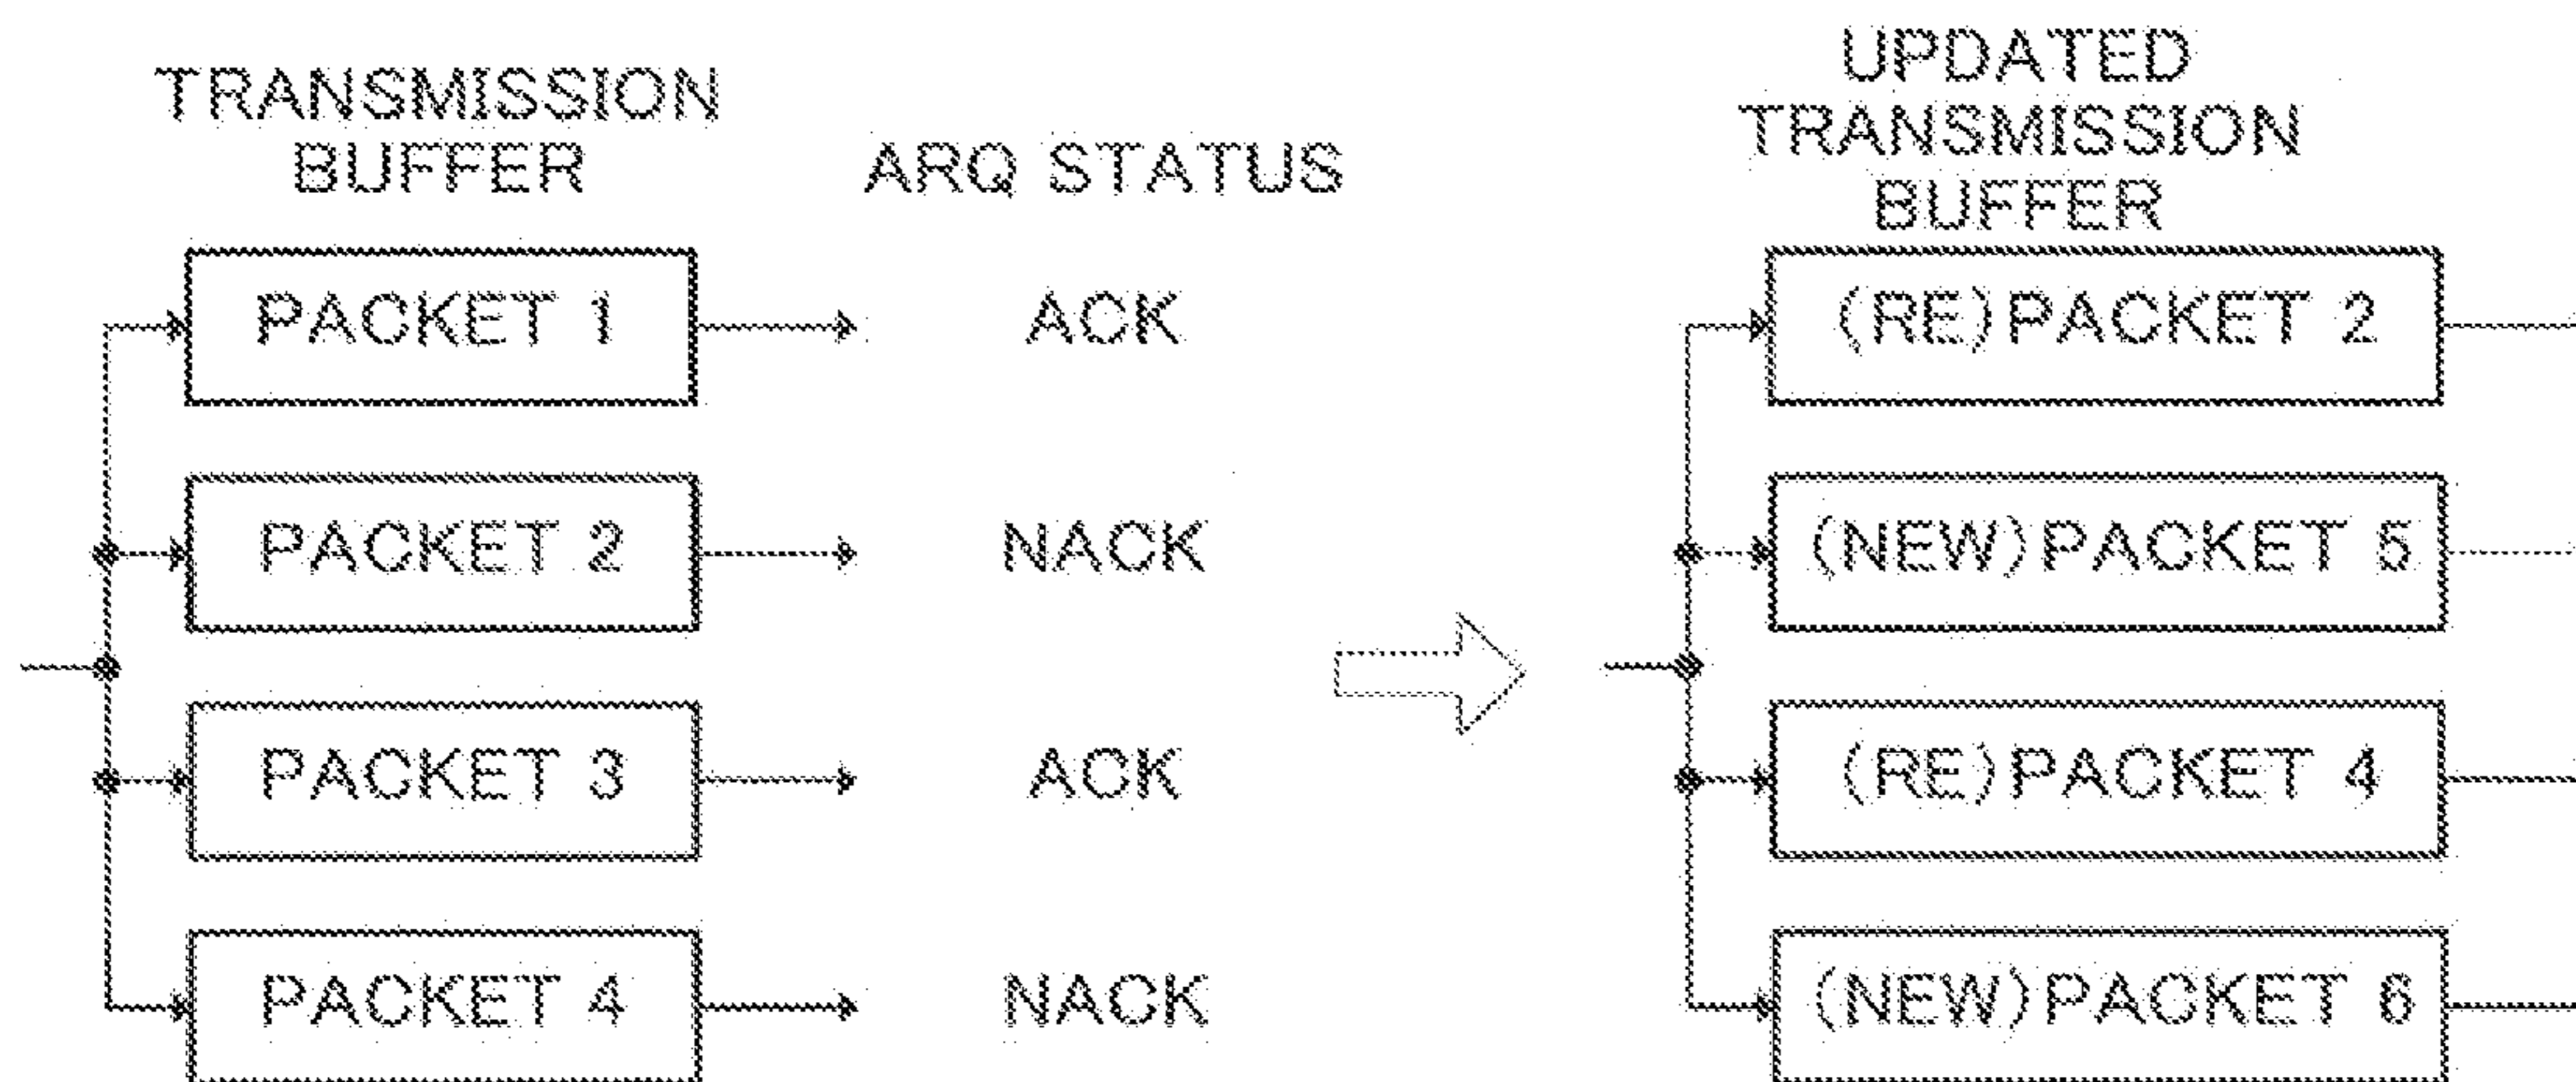 TRANSMISSION
BUFFER
ARQ STATUS
PACKET 1
ACK
PACKET 2
NACK
PACKET 3
ACK
PACKET 4
NACK
UPDATED
TRANSMISSION
BUFFER
(RE)PACKET 2
(NEW)PACKET 5
(RE)PACKET 4
(NEW)PACKET 6